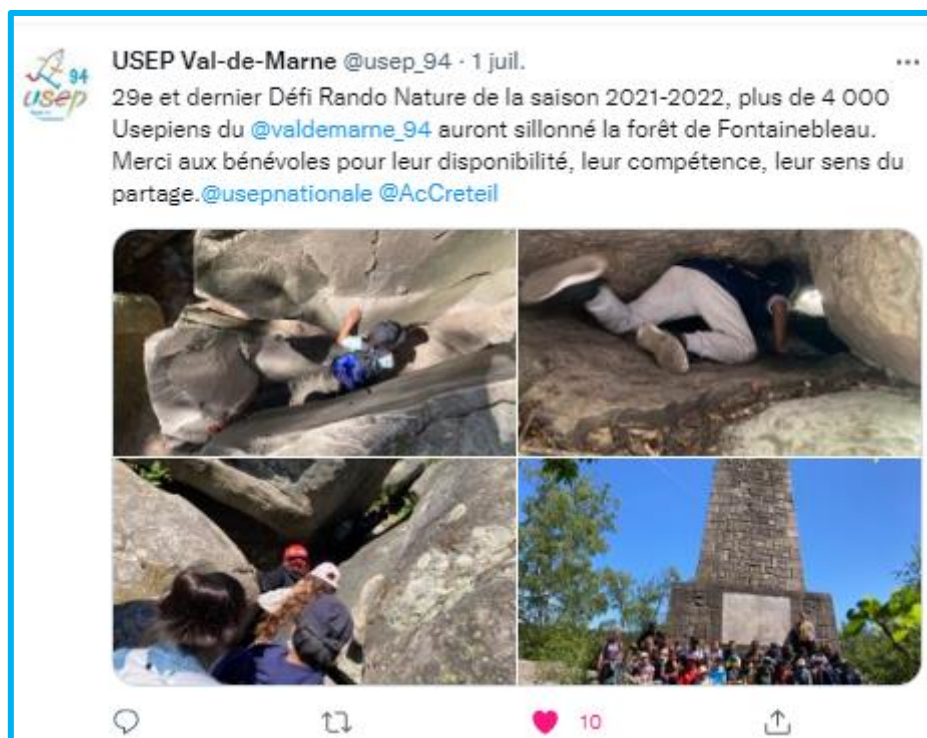 94
usep
USEP Val-de-Marne @usep_94 · 1 juil.
29e et dernier Défi Rando Nature de la saison 2021-2022, plus de 4 000
Usepiens du @valdemarne_94 auront sillonné la forêt de Fontainebleau.
Merci aux bénévoles pour leur disponibilité, leur compétence, leur sens du
partage.@usepnationale @AcCreteil
10